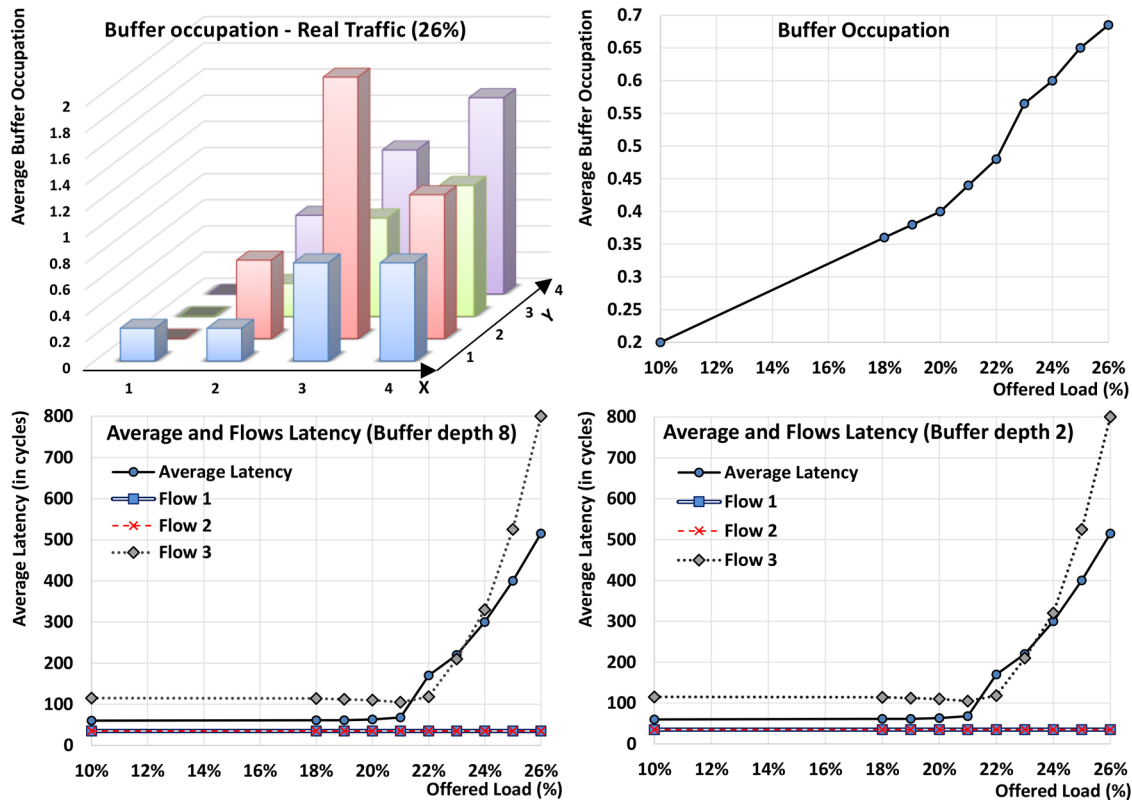 Buffer occupation - Real Traffic (26%)
Average Buffer Occupation
2
1.8
1.6
1.4
1.2
1
0.8
0.6
0.4
0.2
0
1
2
3
4
X
1
2
3
4
Y
Buffer Occupation
Average Buffer Occupation
0.7
0.65
0.6
0.55
0.5
0.45
0.4
0.35
0.3
0.25
0.2
10% 12% 14% 16% 18% 20% 22% 24% 26%
Offered Load (%)
Average and Flows Latency (Buffer depth 8)
Average Latency (in cycles)
Average Latency
Flow 1
Flow 2
Flow 3
800
700
600
500
400
300
200
100
0
10% 12% 14% 16% 18% 20% 22% 24% 26%
Offered Load (%)
Average and Flows Latency (Buffer depth 2)
Average Latency (in cycles)
Average Latency
Flow 1
Flow 2
Flow 3
800
700
600
500
400
300
200
100
0
10% 12% 14% 16% 18% 20% 22% 24% 26%
Offered Load (%)